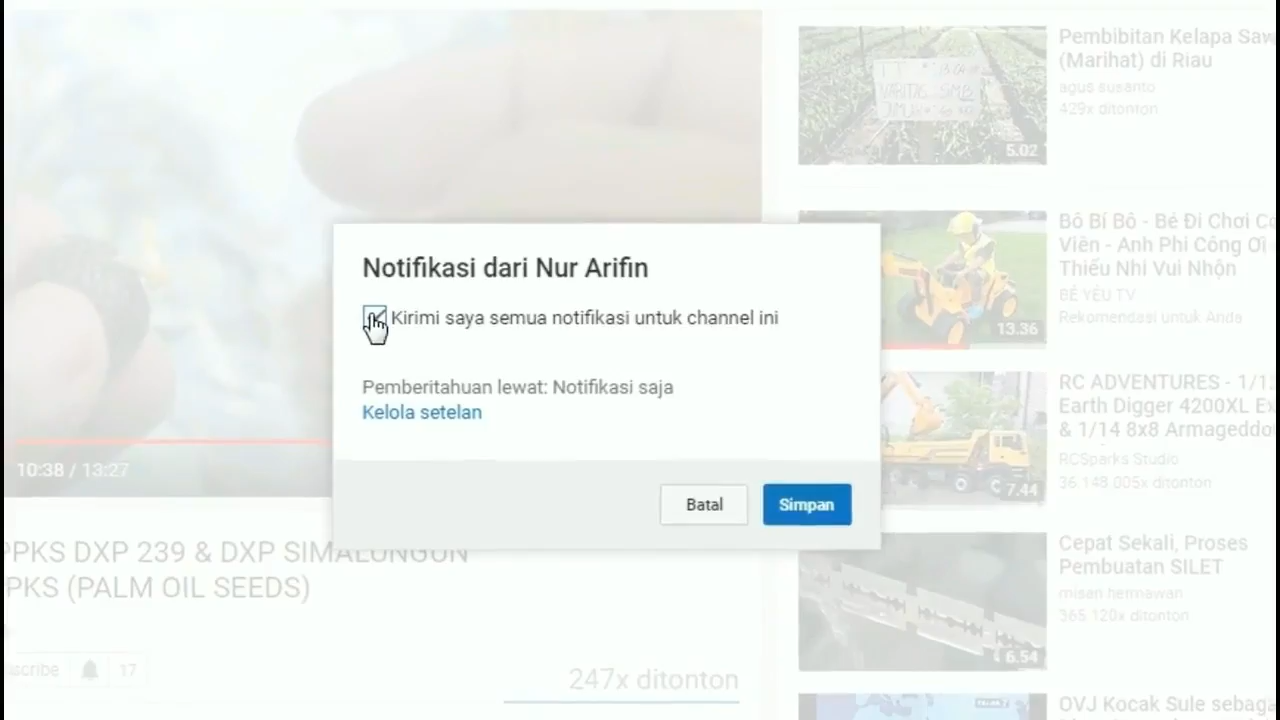 Notifikasi dari Nur Arifin
Kirimi saya semua notifikasi untuk channel ini
Pemberitahuan lewat: Notifikasi saja
Kelola setelan
Batal
Simpan
10:38 / 13:27
PPKS DXP 239 & DXP SIMALUNGUN
PPKS (PALM OIL SEEDS)
scribe
17
247x ditonton
5.02
Pembibitan Kelapa Saw
(Marihat) di Riau
agus susanto
429x ditonton
13.36
Bô Bí Bô - Bé Đi Chơi C
Viên - Anh Phi Công Ơi
Thiếu Nhi Vui Nhộn
BÉ YÊU TV
Rekomendasi untuk Anda
7.44
RC ADVENTURES - 1/1
Earth Digger 4200XL Ex
& 1/14 8x8 Armageddo
RCSparks Studio
36.148.005x ditonton
6.54
Cepat Sekali, Proses
Pembuatan SILET
misan hermawan
365.120x ditonton
OVJ Kocak Sule sebaga